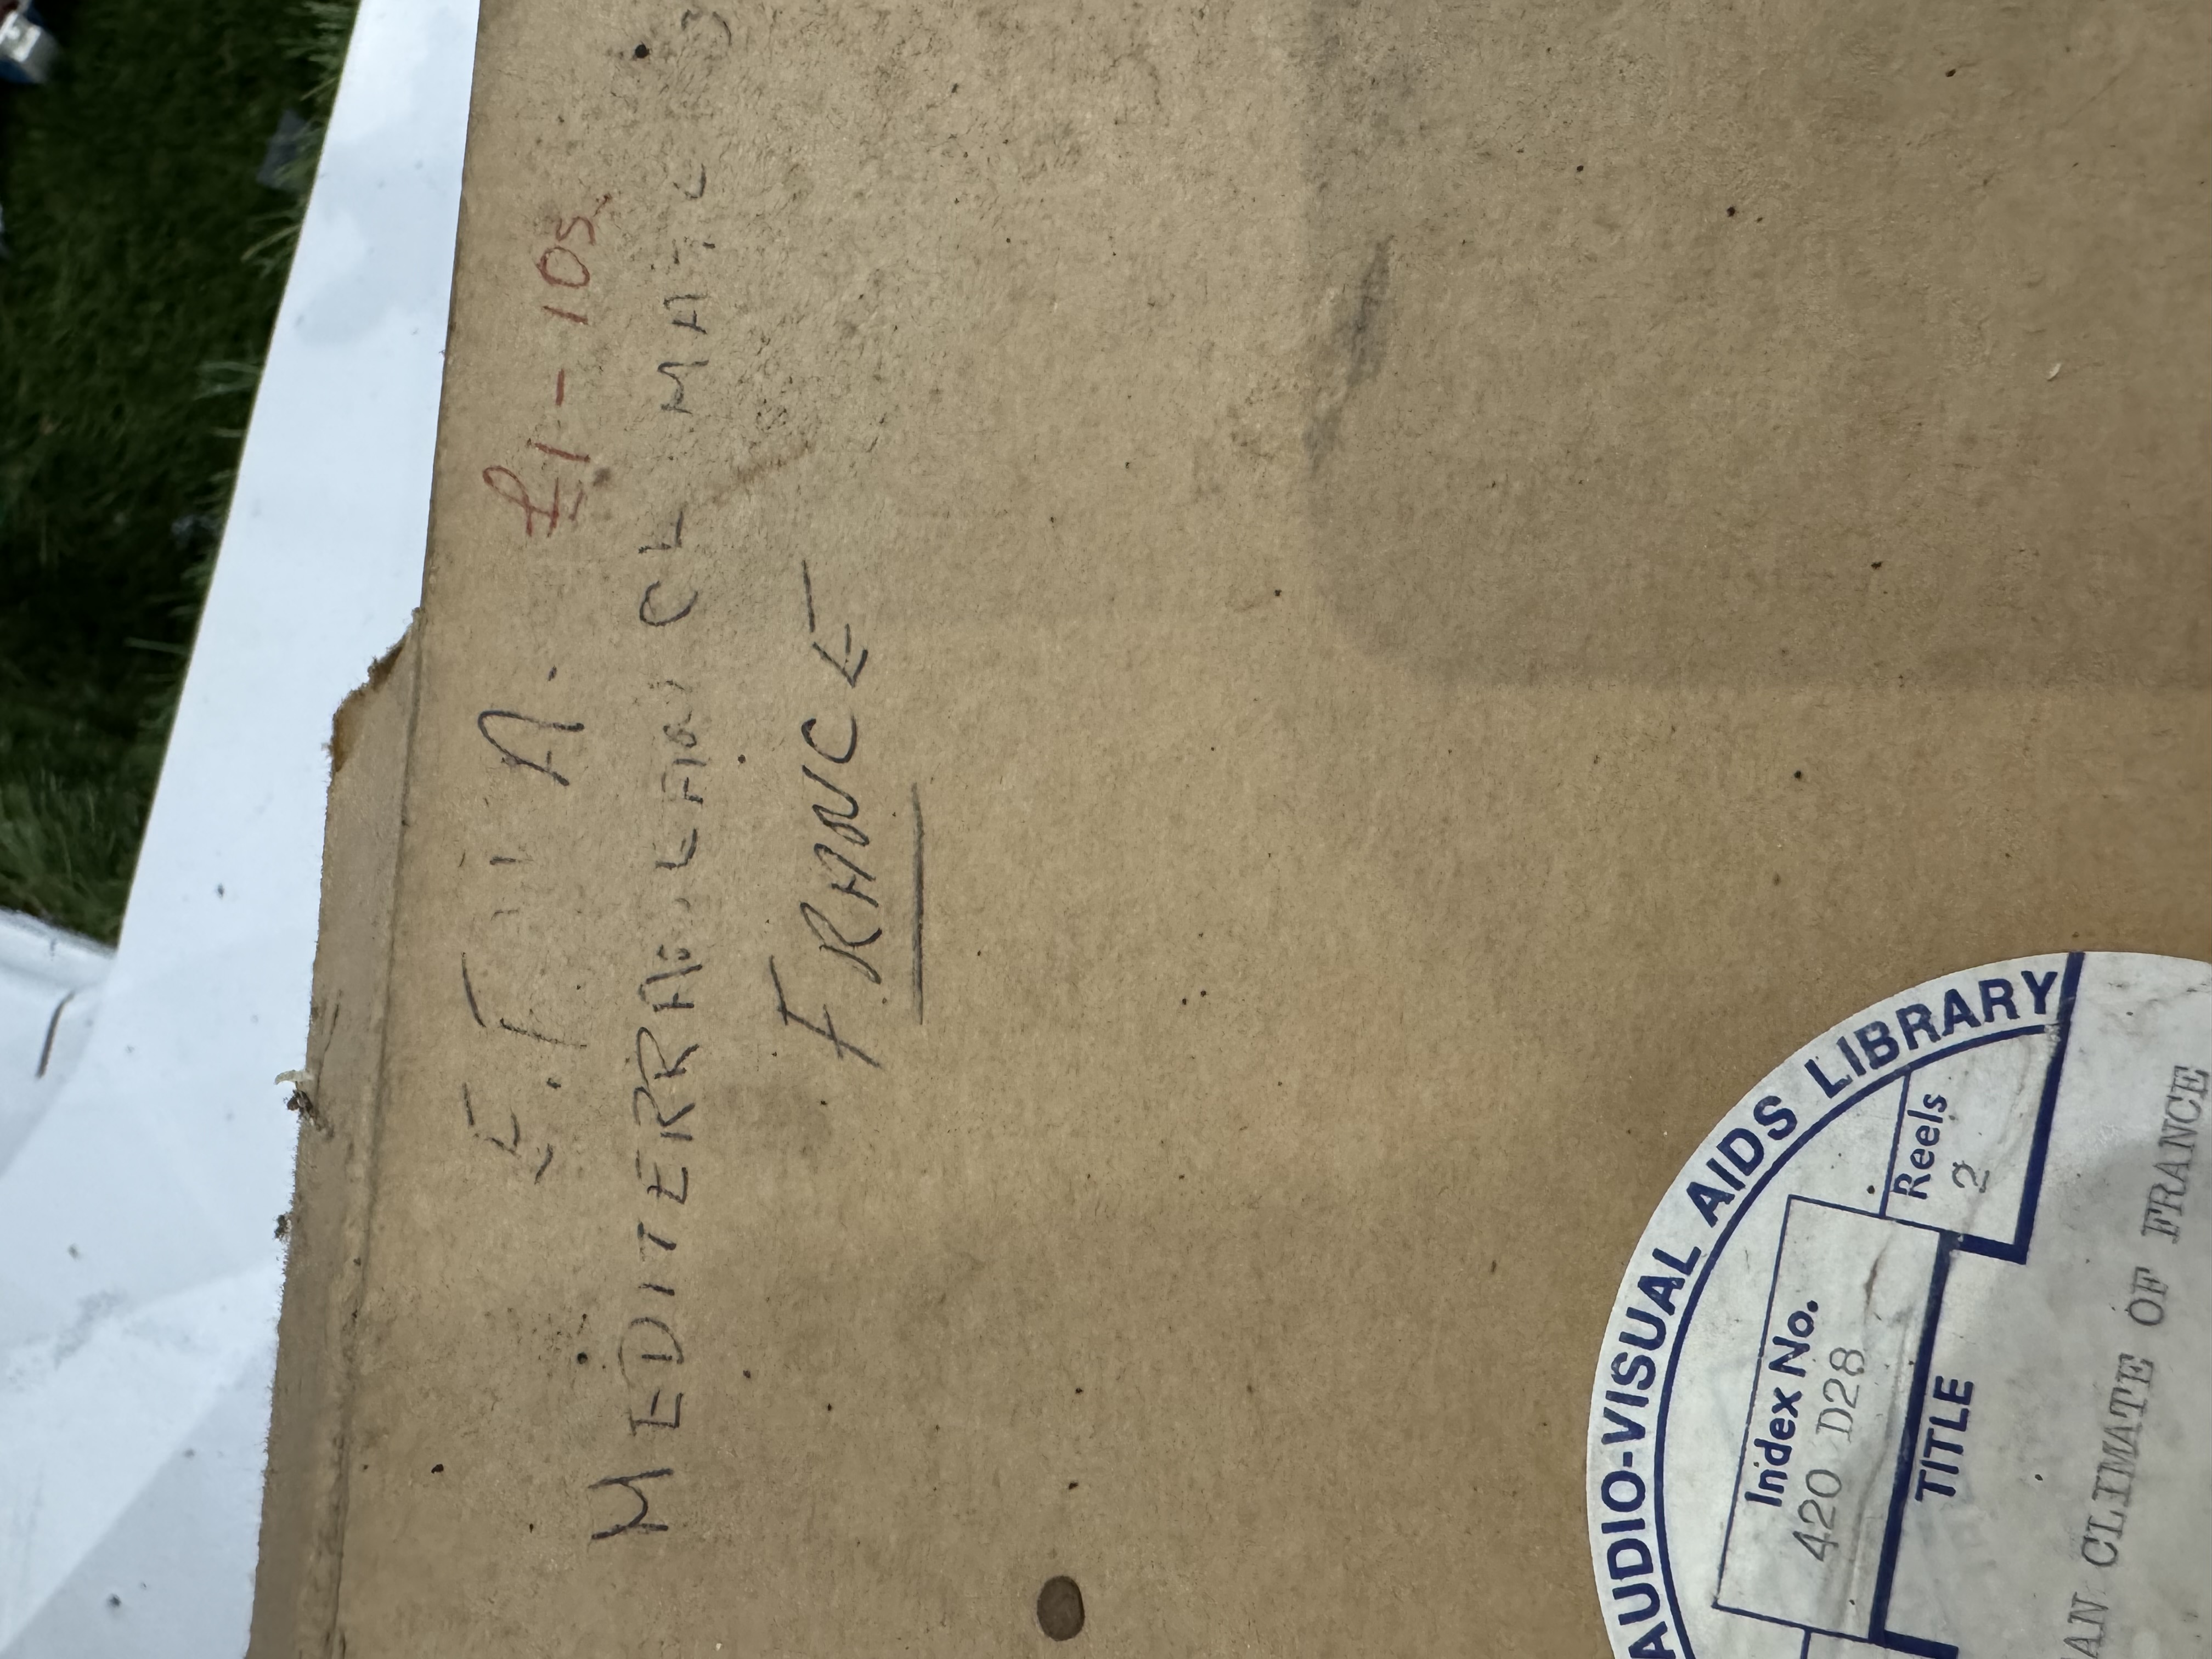 E.T.V.A.
£1-10s.
MEDITERRANEAN CLIMATE
FRANCE
AUDIO-VISUAL AIDS LIBRARY
Index No.
420 D28
Reels
2
TITLE
AN CLIMATE OF FRANCE